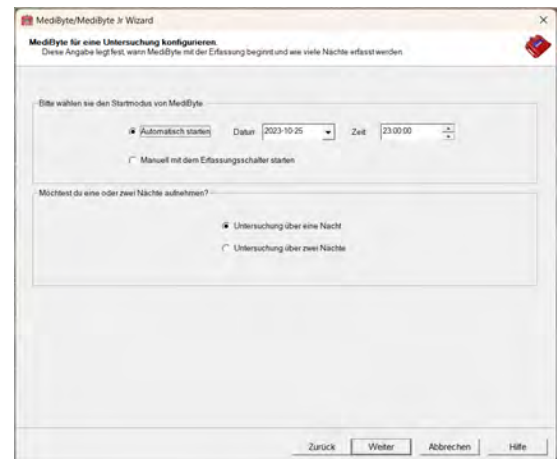 MediByte/MediByte Jr Wizard
MediByte für eine Untersuchung konfigurieren.
Diese Angabe legt fest, wann MediByte mit der Erfassung beginnt und wie viele Nächte erfasst werden.
Bitte wählen sie den Startmodus von MediByte
Automatisch starten Datun 2023-10-25 Zeit 23:00:00
Manuell mit dem Erfassungsschalter starten
Möchtest du eine oder zwei Nächte aufnehmen?
Untersuchung über eine Nacht
Untersuchung über zwei Nächte
Zurück Weiter Abbrechen Hilfe